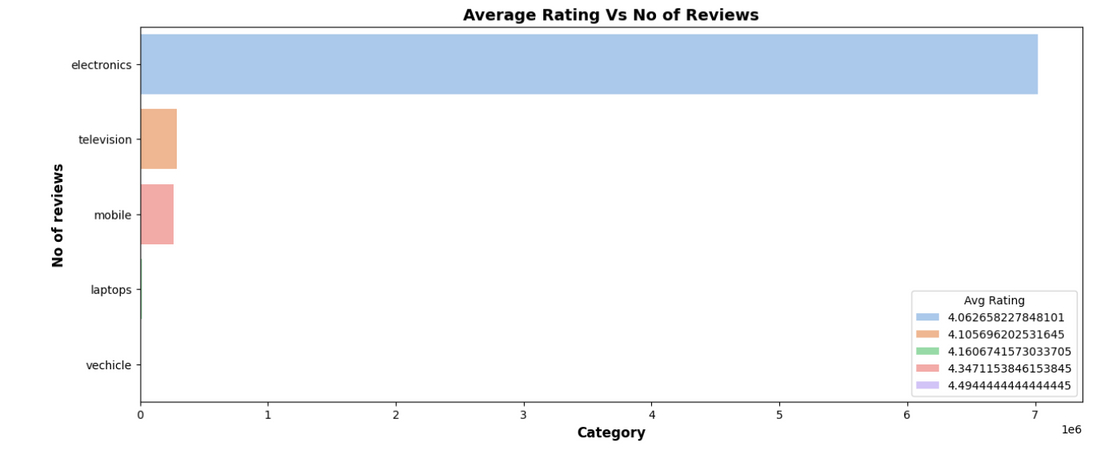 Average Rating Vs No of Reviews
No of reviews
electronics
television
mobile
laptops
vechicle
Avg Rating
4.062658227848101
4.105696202531645
4.1606741573033705
4.3471153846153845
4.4944444444444445
0 1 2 3 4 5 6 7
1e6
Category